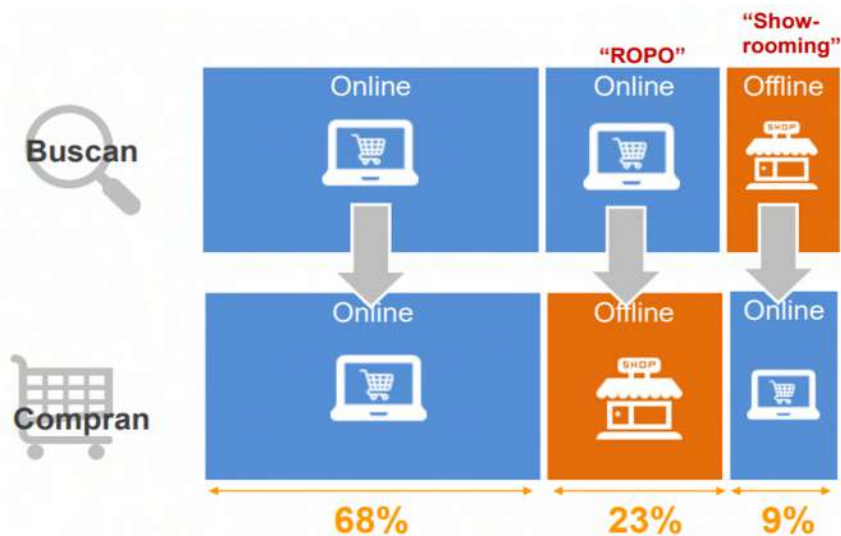 “Show-
rooming”
“ROPO”
Online
Online
Offline
SHOP
Buscan
Online
Offline
Online
SHOP
Compran
68%
23%
9%